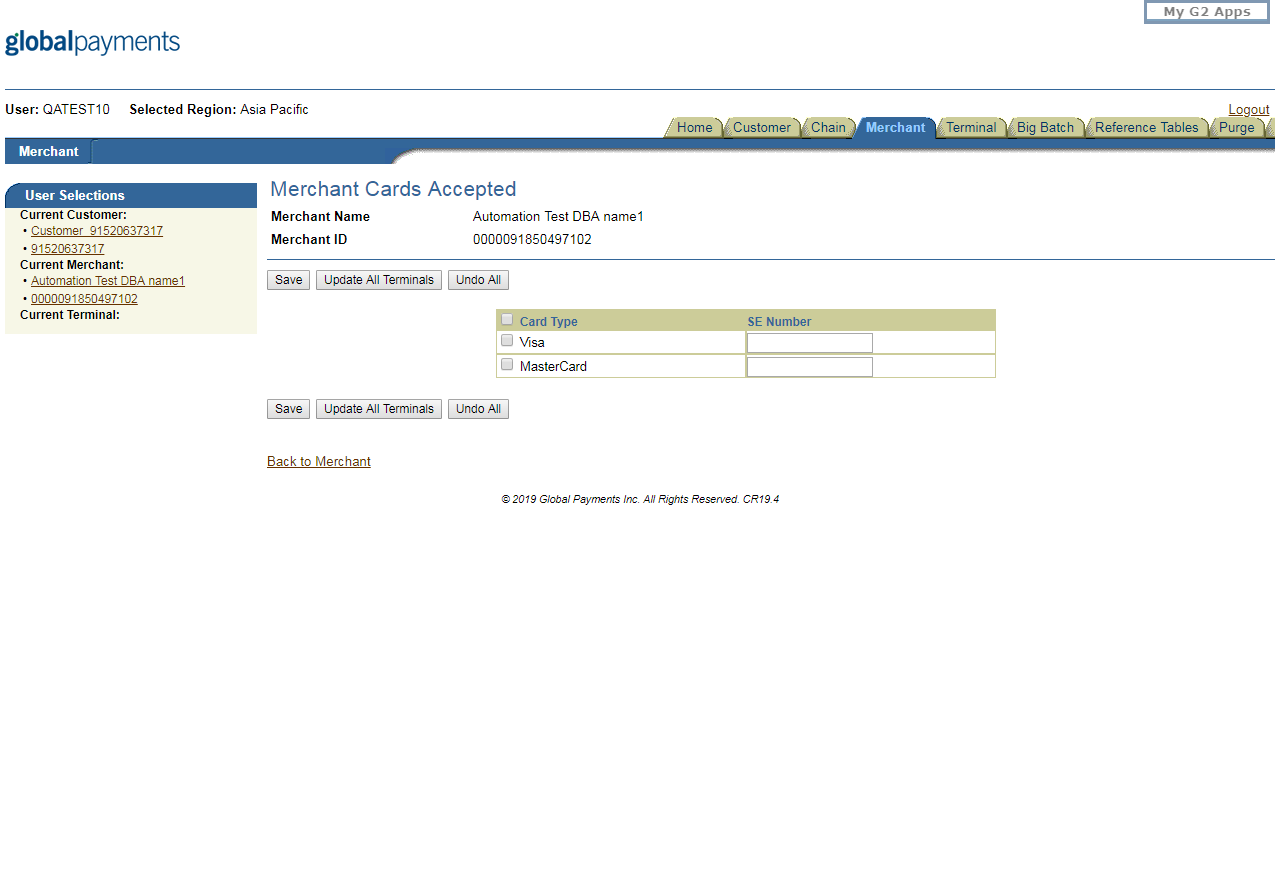 My G2 Apps
globalpayments
User: QATEST10 Selected Region: Asia Pacific
Logout
Home Customer Chain Merchant Terminal Big Batch Reference Tables Purge
Merchant
User Selections
Current Customer:
• Customer_91520637317
• 91520637317
Current Merchant:
• Automation Test DBA name1
• 0000091850497102
Current Terminal:
Merchant Cards Accepted
Merchant Name Automation Test DBA name1
Merchant ID 0000091850497102
Save Update All Terminals Undo All
Card Type SE Number
Visa
MasterCard
Save Update All Terminals Undo All
Back to Merchant
© 2019 Global Payments Inc. All Rights Reserved. CR19.4